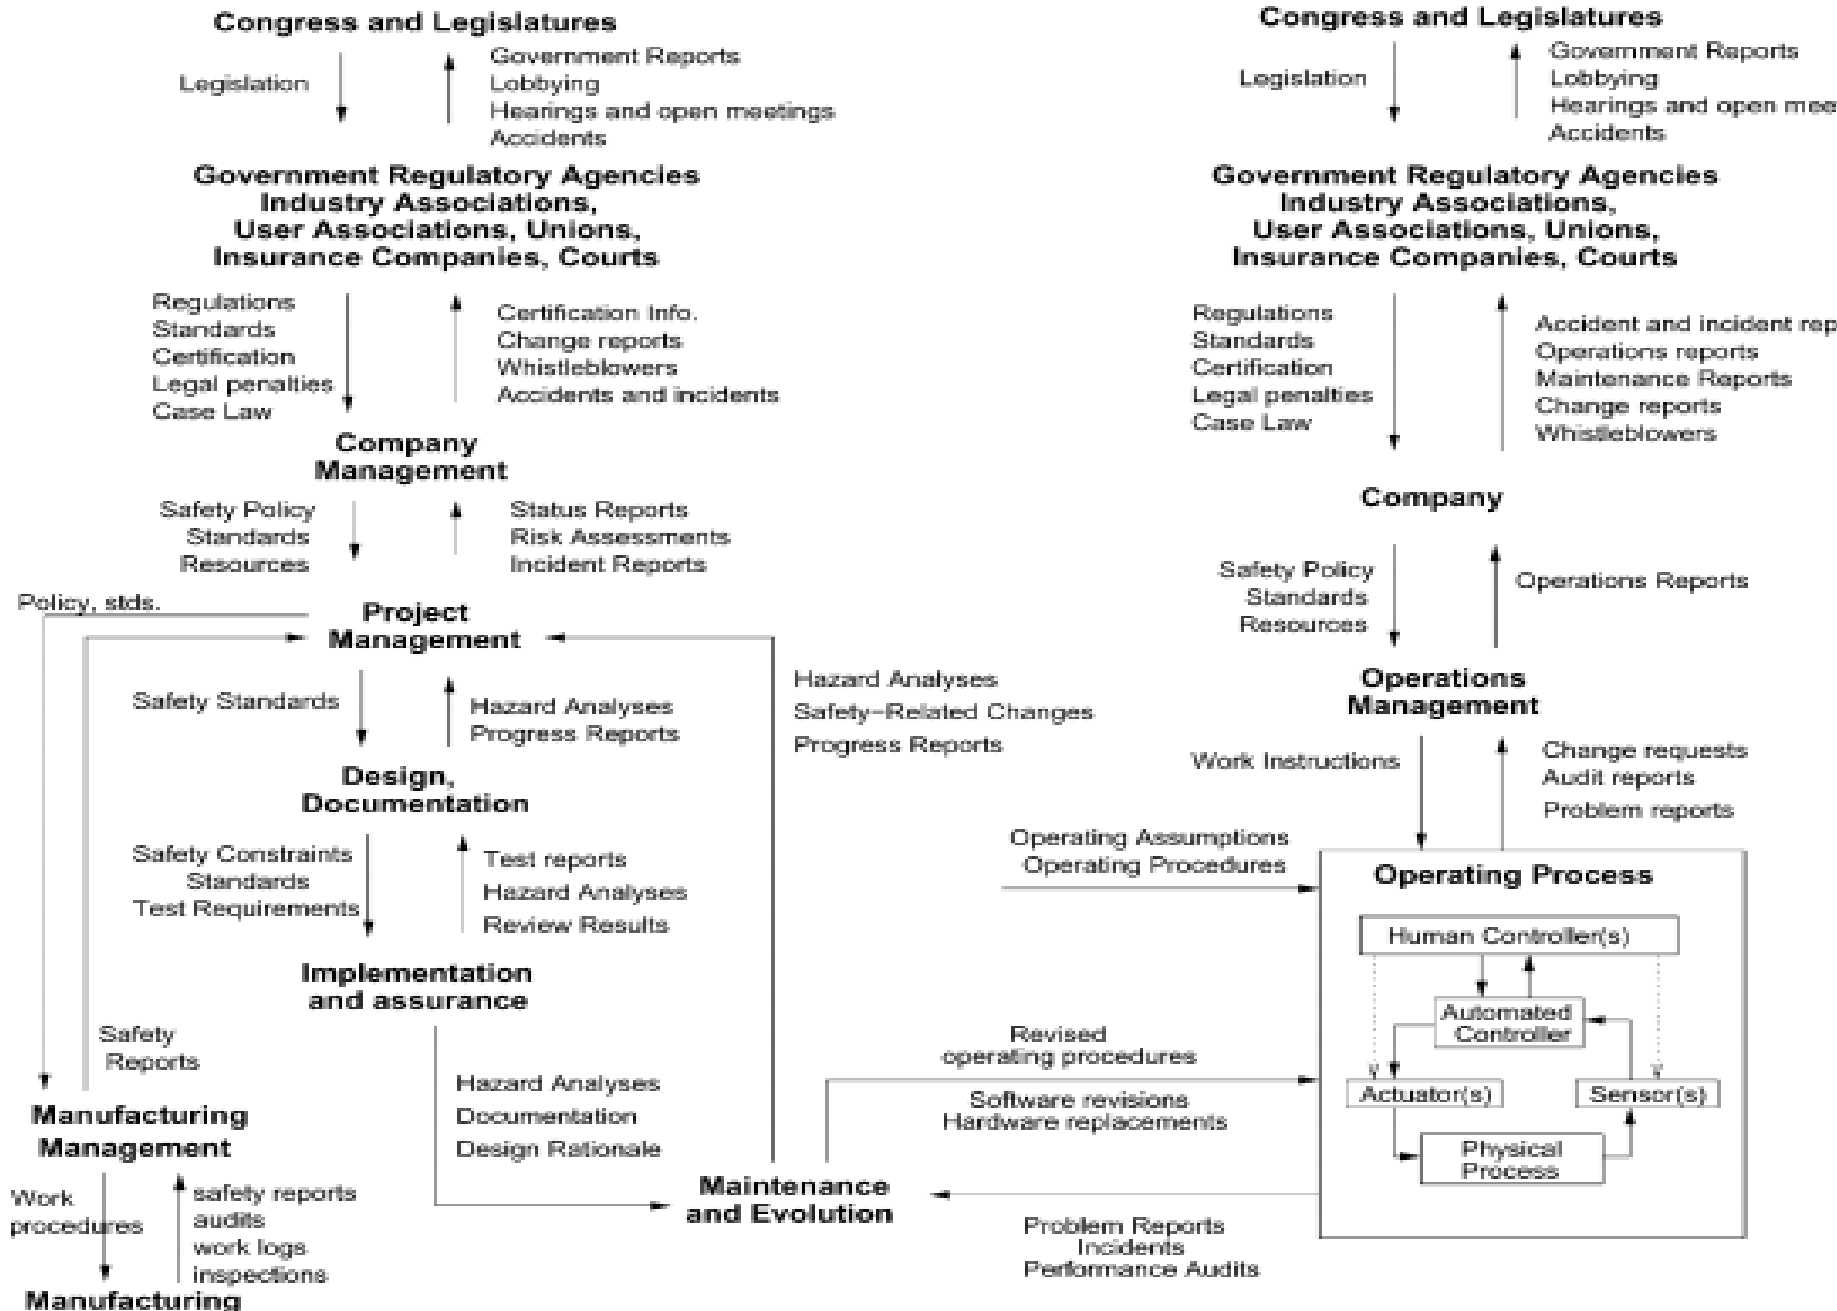 Congress and Legislatures
Legislation
Government Reports
Lobbying
Hearings and open meetings
Accidents
Government Regulatory Agencies
Industry Associations,
User Associations, Unions,
Insurance Companies, Courts
Regulations
Standards
Certification
Legal penalties
Case Law
Certification Info.
Change reports
Whistleblowers
Accidents and incidents
Company
Management
Safety Policy
Standards
Resources
Status Reports
Risk Assessments
Incident Reports
Policy, stds.
Project
Management
Safety Standards
Hazard Analyses
Progress Reports
Hazard Analyses
Safety-Related Changes
Progress Reports
Design,
Documentation
Safety Constraints
Standards
Test Requirements
Test reports
Hazard Analyses
Review Results
Implementation
and assurance
Safety
Reports
Hazard Analyses
Documentation
Design Rationale
Manufacturing
Management
Work
procedures
safety reports
audits
work logs
inspections
Manufacturing
Maintenance
and Evolution
Congress and Legislatures
Legislation
Government Reports
Lobbying
Hearings and open mee
Accidents
Government Regulatory Agencies
Industry Associations,
User Associations, Unions,
Insurance Companies, Courts
Regulations
Standards
Certification
Legal penalties
Case Law
Accident and incident rep
Operations reports
Maintenance Reports
Change reports
Whistleblowers
Company
Safety Policy
Standards
Resources
Operations Reports
Operations
Management
Work Instructions
Change requests
Audit reports
Problem reports
Operating Assumptions
Operating Procedures
Operating Process
Human Controller(s)
Automated
Controller
Actuator(s)
Sensor(s)
Physical
Process
Revised
operating procedures
Software revisions
Hardware replacements
Problem Reports
Incidents
Performance Audits